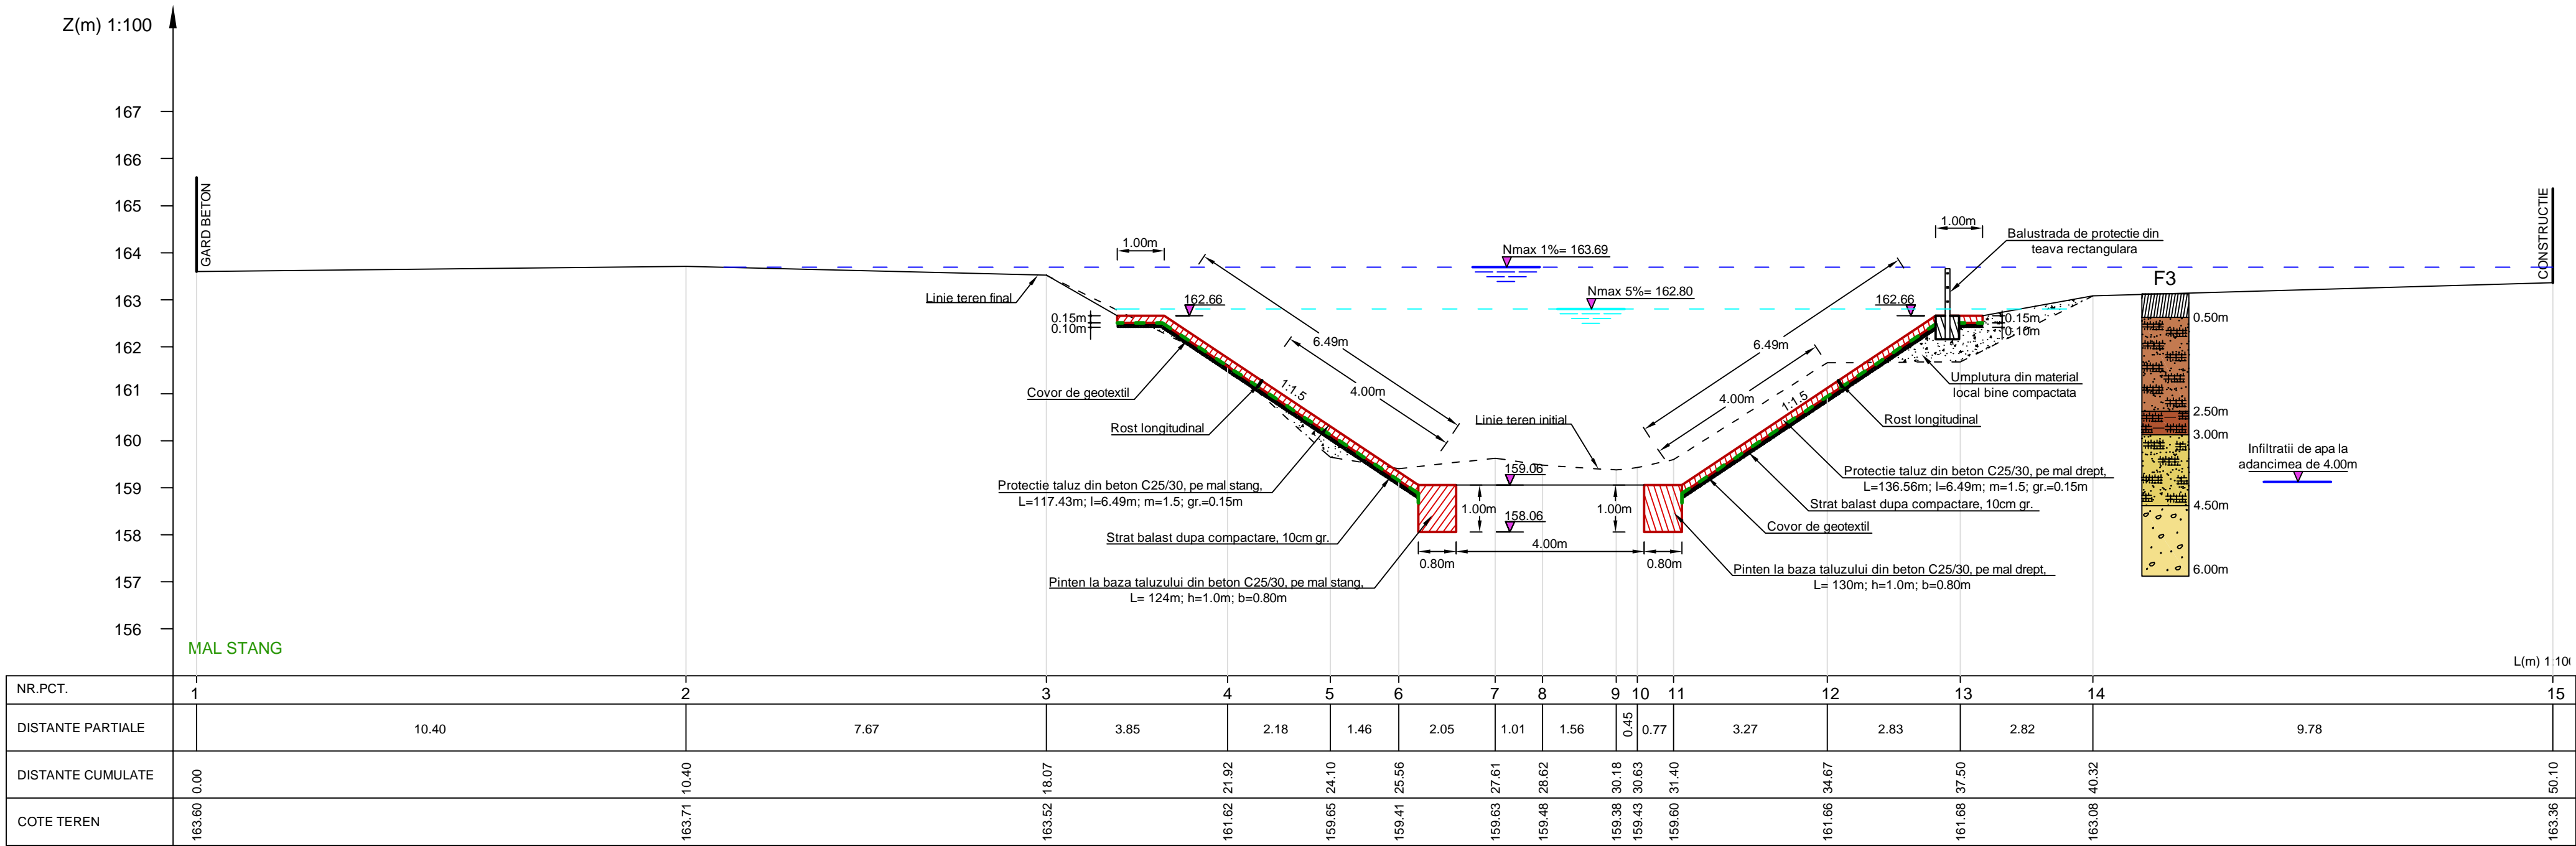 Z(m) 1:100
167
166
165
164
163
162
161
160
159
158
157
156
GARD BETON
CONSTRUCTIE
MAL STANG
L(m) 1:100
Linie teren final
1.00m
0.15m
0.10m
162.66
6.49m
4.00m
1:1.5
Covor de geotextil
Rost longitudinal
Protectie taluz din beton C25/30, pe mal stang,
L=117.43m; l=6.49m; m=1.5; gr.=0.15m
Strat balast dupa compactare, 10cm gr.
Pinten la baza taluzului din beton C25/30, pe mal stang,
L= 124m; h=1.0m; b=0.80m
Nmax 1%= 163.69
Nmax 5%= 162.80
Linie teren initial
159.06
158.06
1.00m
1.00m
0.80m
4.00m
0.80m
6.49m
4.00m
1:1.5
162.66
1.00m
Balustrada de protectie din
teava rectangulara
0.15m
0.10m
Umplutura din material
local bine compactata
Rost longitudinal
Protectie taluz din beton C25/30, pe mal drept,
L=136.56m; l=6.49m; m=1.5; gr.=0.15m
Strat balast dupa compactare, 10cm gr.
Covor de geotextil
Pinten la baza taluzului din beton C25/30, pe mal drept,
L= 130m; h=1.0m; b=0.80m
F3
0.50m
2.50m
3.00m
4.50m
6.00m
Infiltratii de apa la
adancimea de 4.00m
NR.PCT. 1 2 3 4 5 6 7 8 9 10 11 12 13 14 15
DISTANTE PARTIALE 10.40 7.67 3.85 2.18 1.46 2.05 1.01 1.56 0.45 0.77 3.27 2.83 2.82 9.78
DISTANTE CUMULATE 0.00 10.40 18.07 21.92 24.10 25.56 27.61 28.62 30.18 30.63 31.40 34.67 37.50 40.32 50.10
COTE TEREN 163.60 163.71 163.52 161.62 159.65 159.41 159.63 159.48 159.38 159.43 159.60 161.66 161.68 163.08 163.36